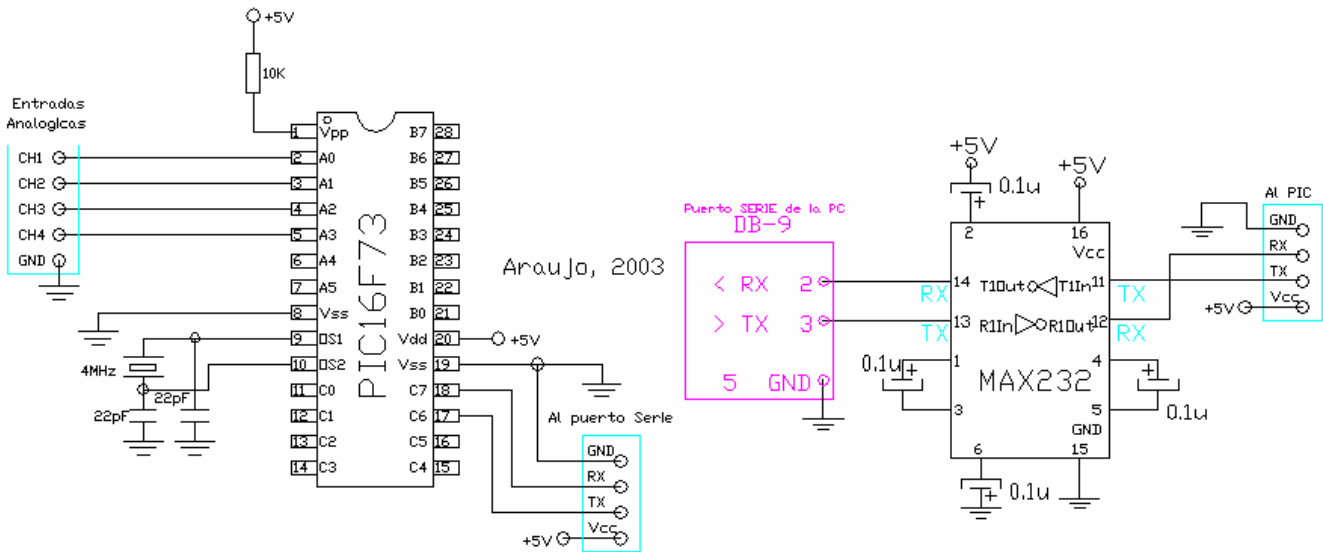 +5V
10K
Entradas
Analogicas
CH1
CH2
CH3
CH4
GND
1 Vpp B7 28
2 A0 B6 27
3 A1 B5 26
4 A2 B4 25
5 A3 B3 24
6 A4 B2 23
7 A5 B1 22
8 Vss B0 21
9 OS1 Vdd 20
10 OS2 Vss 19
11 C0 C7 18
12 C1 C6 17
13 C2 C5 16
14 C3 C4 15
PIC16F73
+5V
4MHz
22pF
22pF
Araujo, 2003
Al puerto Serie
GND
RX
TX
Vcc
+5V
Puerto SERIE de la PC
DB-9
< RX 2
> TX 3
5 GND
+5V
0.1u
+
+5V
2 16
Vcc
14 T1Out T1In 11
RX TX
13 R1In R1Out 12
TX RX
1 4
MAX232
3 5
GND
6 15
0.1u
+
+
0.1u
+
0.1u
Al PIC
GND
RX
TX
Vcc
+5V